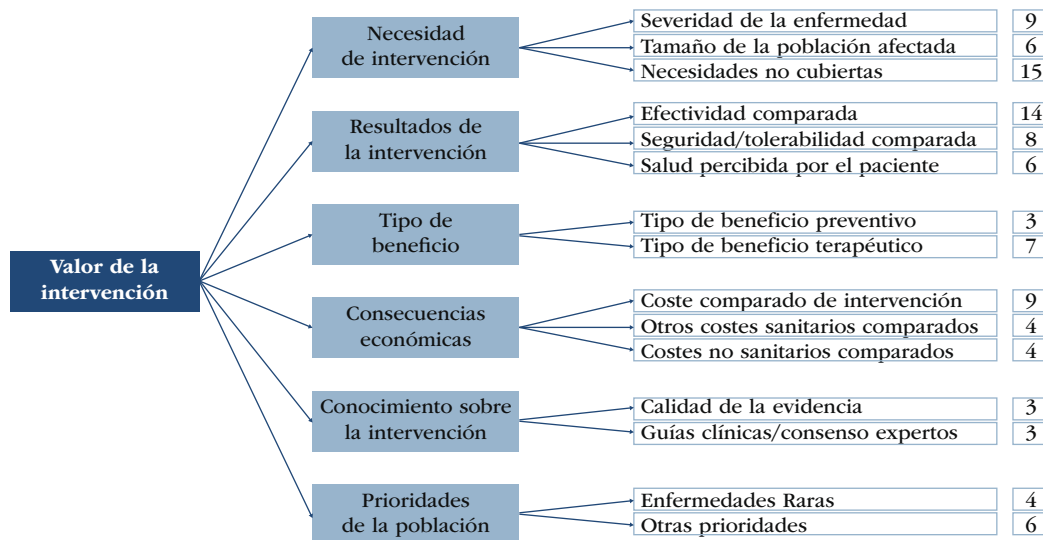 Valor de la
intervención
Necesidad
de intervención
Severidad de la enfermedad 9
Tamaño de la población afectada 6
Necesidades no cubiertas 15
Resultados de
la intervención
Efectividad comparada 14
Seguridad/tolerabilidad comparada 8
Salud percibida por el paciente 6
Tipo de
beneficio
Tipo de beneficio preventivo 3
Tipo de beneficio terapéutico 7
Consecuencias
económicas
Coste comparado de intervención 9
Otros costes sanitarios comparados 4
Costes no sanitarios comparados 4
Conocimiento sobre
la intervención
Calidad de la evidencia 3
Guías clínicas/consenso expertos 3
Prioridades
de la población
Enfermedades Raras 4
Otras prioridades 6